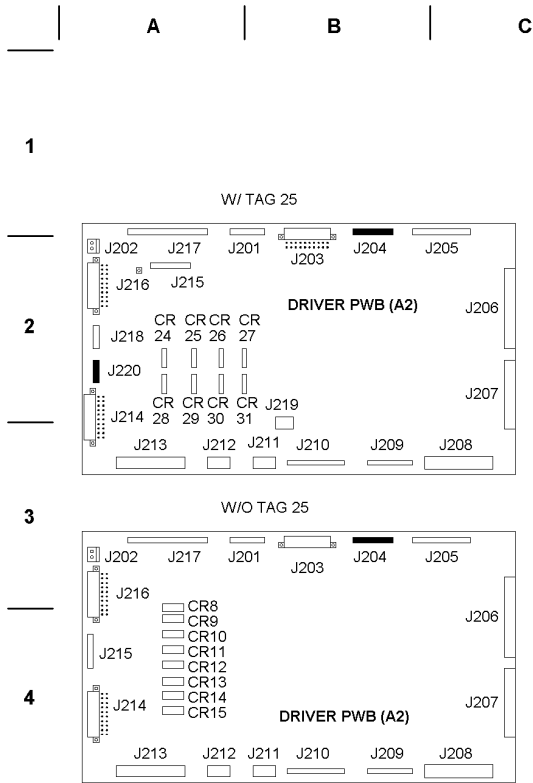 A B C
1
W/ TAG 25
J202 J217 J201 J203 J204 J205
J216 J215
DRIVER PWB (A2)
J206
2
J218
CR CR CR CR
24 25 26 27
J220
J207
CR CR CR CR
28 29 30 31
J219
J214
J213 J212 J211 J210 J209 J208
3
W/O TAG 25
J202 J217 J201 J203 J204 J205
J216
CR8
CR9
CR10
CR11
CR12
CR13
CR14
CR15
J206
J215
4
J214
J207
DRIVER PWB (A2)
J213 J212 J211 J210 J209 J208